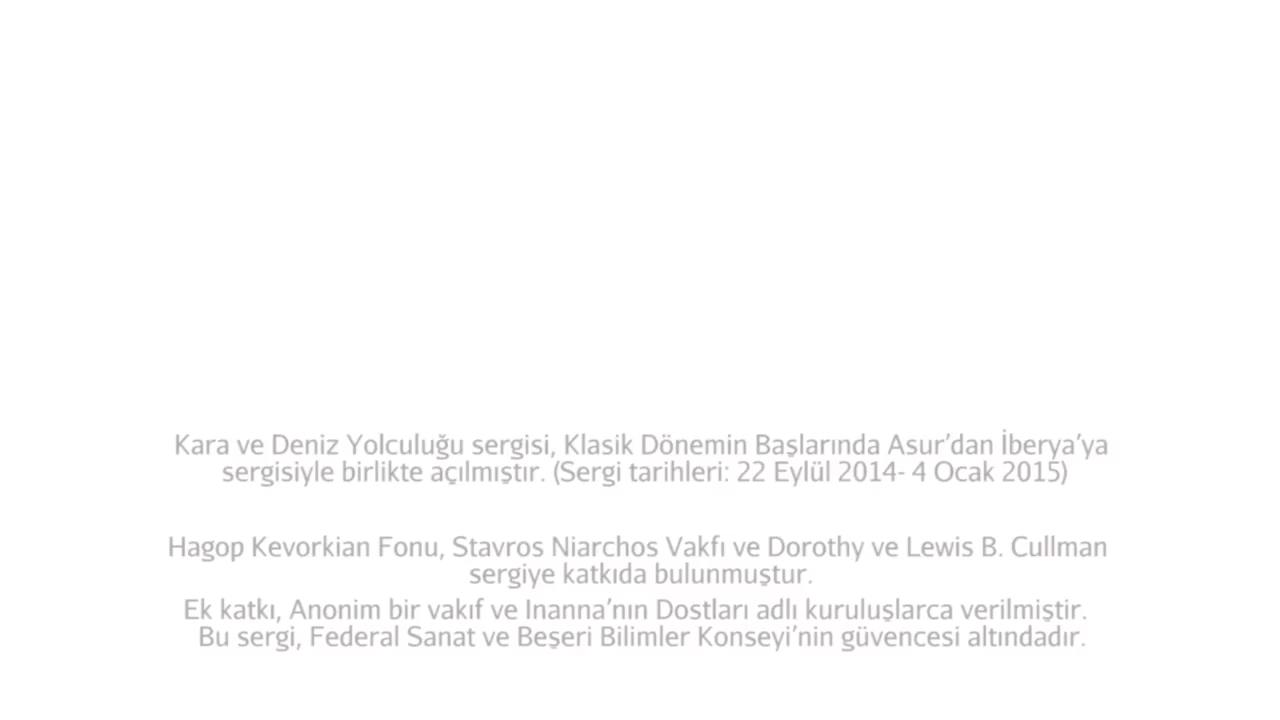 Kara ve Deniz Yolculuğu sergisi, Klasik Dönemin Başlarında Asur’dan İberya’ya
sergisiyle birlikte açılmıştır. (Sergi tarihleri: 22 Eylül 2014- 4 Ocak 2015)
Hagop Kevorkian Fonu, Stavros Niarchos Vakfı ve Dorothy ve Lewis B. Cullman
sergiye katkıda bulunmuştur.
Ek katkı, Anonim bir vakıf ve Inanna’nın Dostları adlı kuruluşlarca verilmiştir.
Bu sergi, Federal Sanat ve Beşeri Bilimler Konseyi’nin güvencesi altındadır.